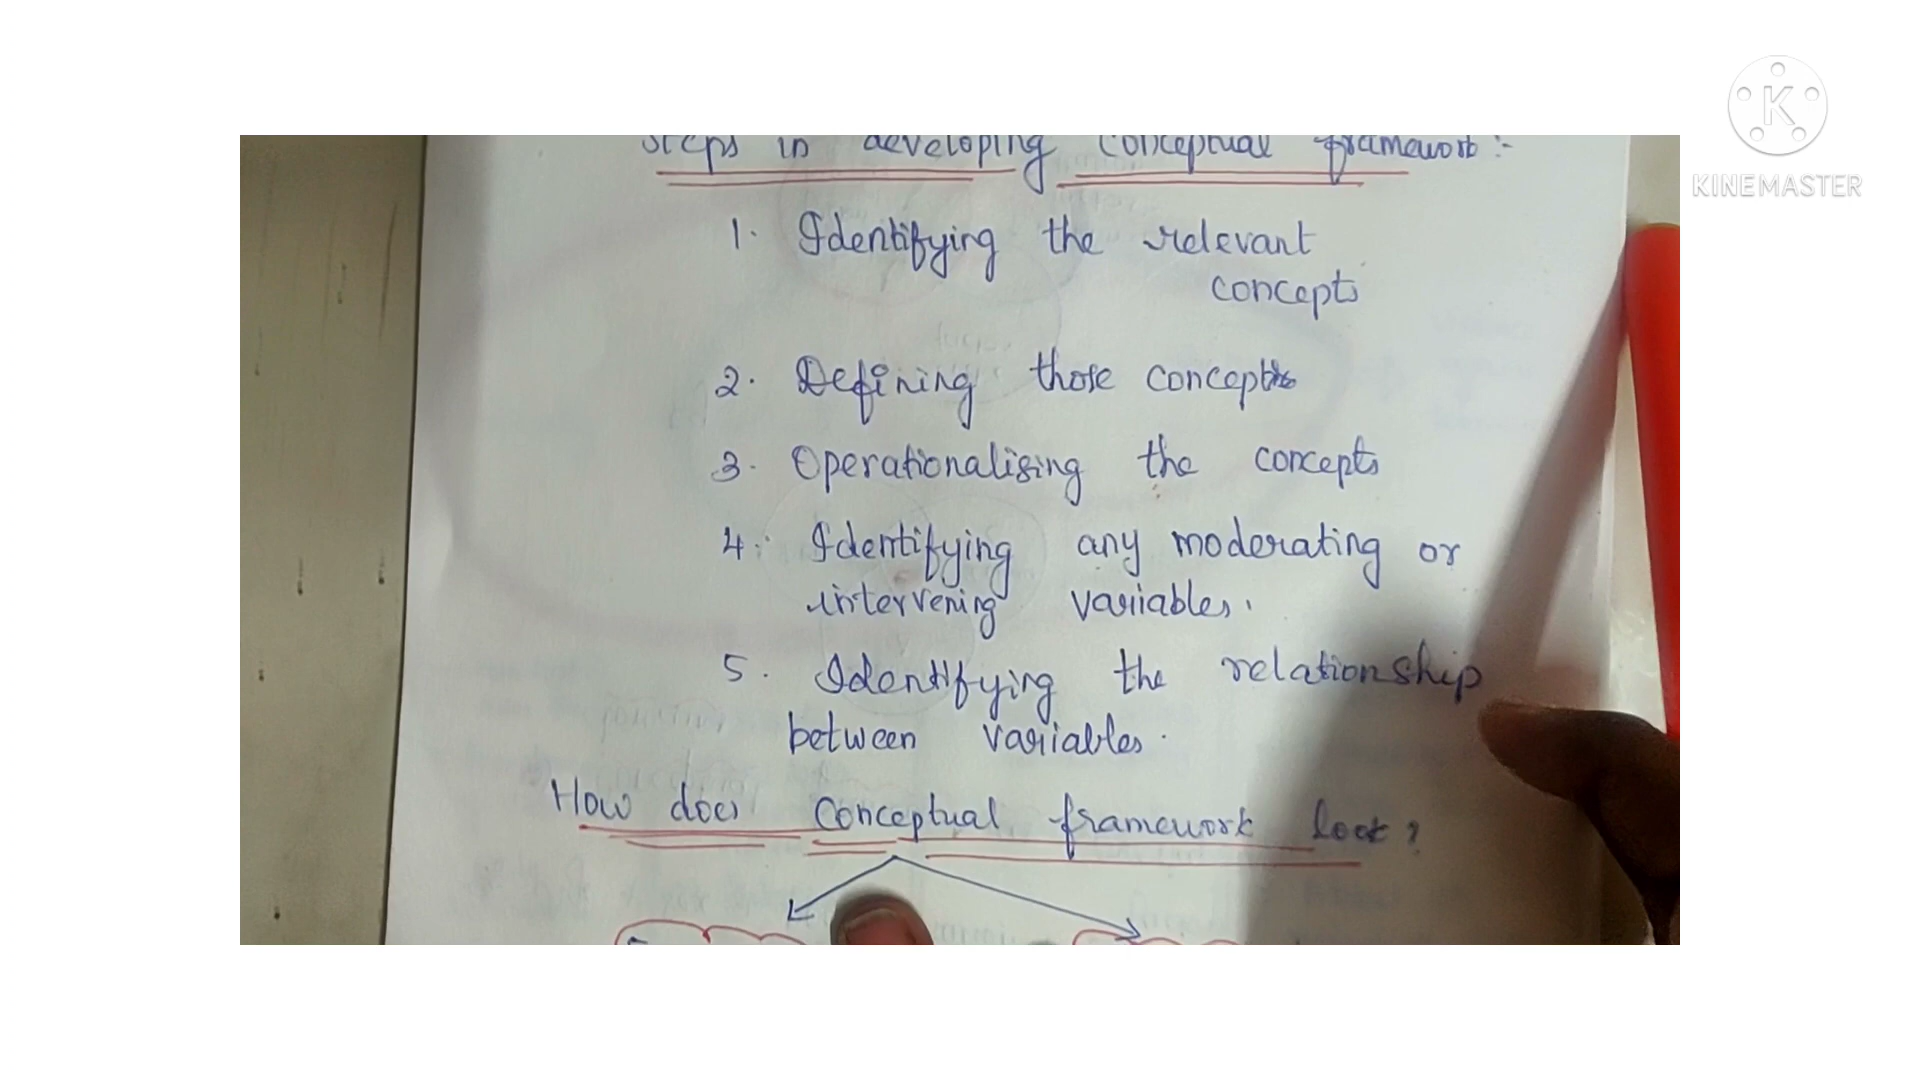 Steps in developing conceptual framework:-
1. Identifying the relevant
concepts
2. Defining those concepts
3. Operationalising the concepts
4. Identifying any moderating or
intervening variables.
5. Identifying the relationship
between variables.
How does conceptual framework look?
K
KINEMASTER